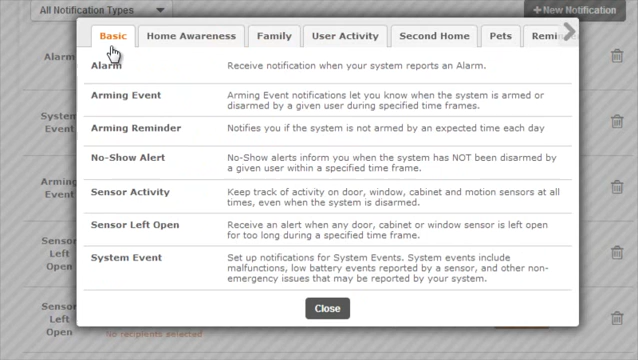 All Notification Types
+ New Notification
Basic
Home Awareness
Family
User Activity
Second Home
Pets
Alarm
Receive notification when your system reports an Alarm.
Arming Event
Arming Event notifications let you know when the system is armed or
disarmed by a given user during specified time frames.
Arming Reminder
Notifies you if the system is not armed by an expected time each day
No-Show Alert
No-Show alerts inform you when the system has NOT been disarmed by
a given user within a specified time frame.
Sensor Activity
Keep track of activity on door, window, cabinet and motion sensors at all
times, even when the system is disarmed.
Sensor Left Open
Receive an alert when any door, cabinet or window sensor is left open
for too long during a specified time frame.
System Event
Set up notifications for System Events. System events include
malfunctions, low battery events reported by a sensor, and other non-
emergency issues that may be reported by your system.
Close
Alarm
System
Event
Arming
Event
Sensor
Left
Open
Sensor
Left
Open
no recipients selected